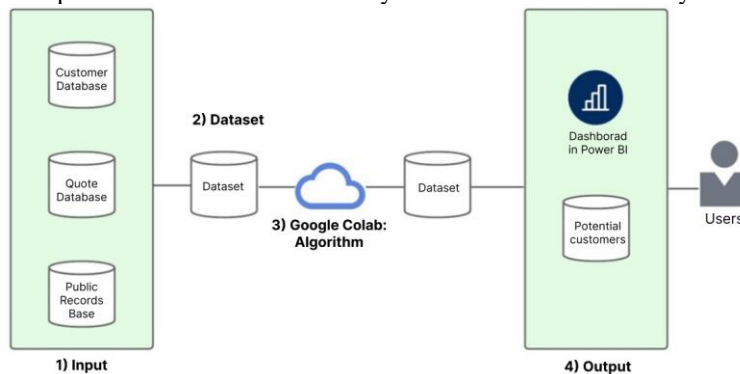 Customer
Database
Quote
Database
Public
Records
Base
1) Input
2) Dataset
Dataset
3) Google Colab:
Algorithm
Dataset
Dashborad
in Power BI
Potential
customers
4) Output
Users